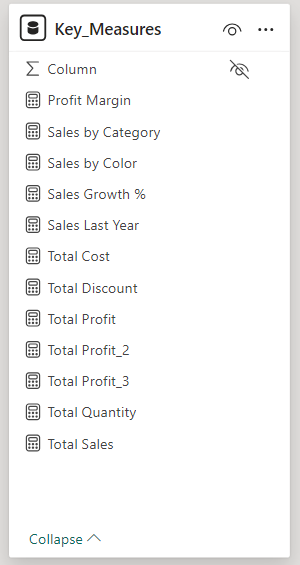 Key_Measures
Column
Profit Margin
Sales by Category
Sales by Color
Sales Growth %
Sales Last Year
Total Cost
Total Discount
Total Profit
Total Profit_2
Total Profit_3
Total Quantity
Total Sales
Collapse